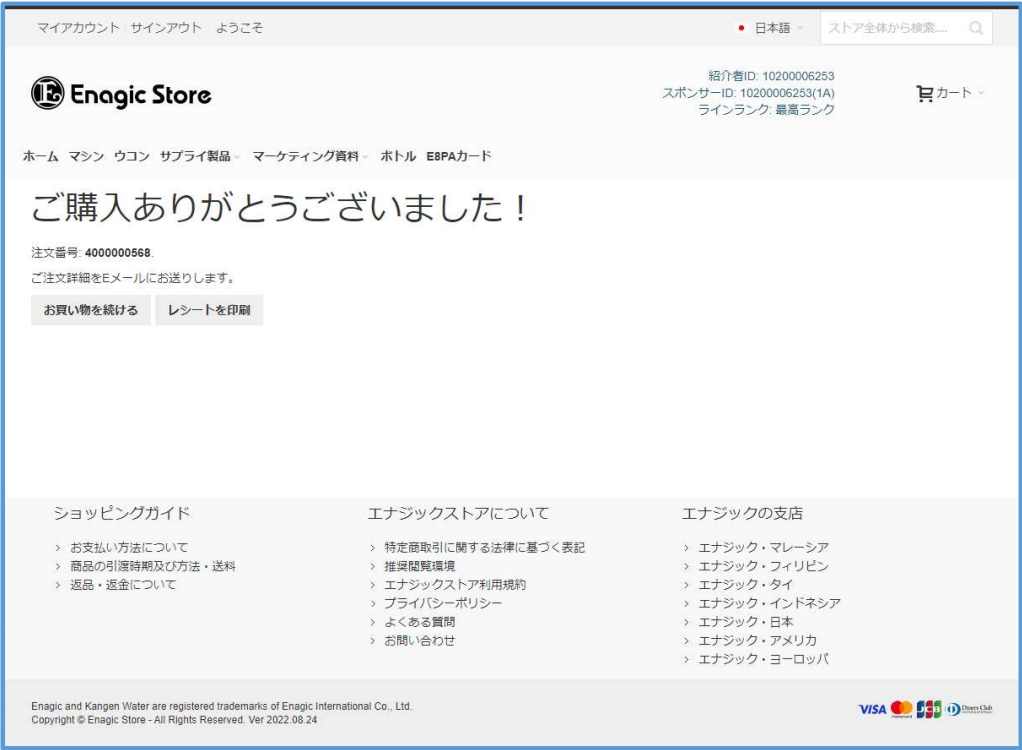 マイアカウント サインアウト ようこそ
日本語
ストア全体から検索....
Enagic Store
紹介者ID: 10200006253
スポンサーID: 10200006253(1A)
ラインランク: 最高ランク
カート
ホーム マシン ウコン サプライ製品 マーケティング資料 ボトル E8PAカード
ご購入ありがとうございました！
注文番号: 4000000568.
ご注文詳細をEメールにお送りします。
お買い物を続ける レシートを印刷
ショッピングガイド
> お支払い方法について
> 商品の引渡時期及び方法・送料
> 返品・返金について
エナジックストアについて
> 特定商取引に関する法律に基づく表記
> 推奨閲覧環境
> エナジックストア利用規約
> プライバシーポリシー
> よくある質問
> お問い合わせ
エナジックの支店
> エナジック・マレーシア
> エナジック・フィリピン
> エナジック・タイ
> エナジック・インドネシア
> エナジック・日本
> エナジック・アメリカ
> エナジック・ヨーロッパ
Enagic and Kangen Water are registered trademarks of Enagic International Co., Ltd.
Copyright © Enagic Store - All Rights Reserved. Ver 2022.08.24
VISA mastercard JCB Diners Club INTERNATIONAL